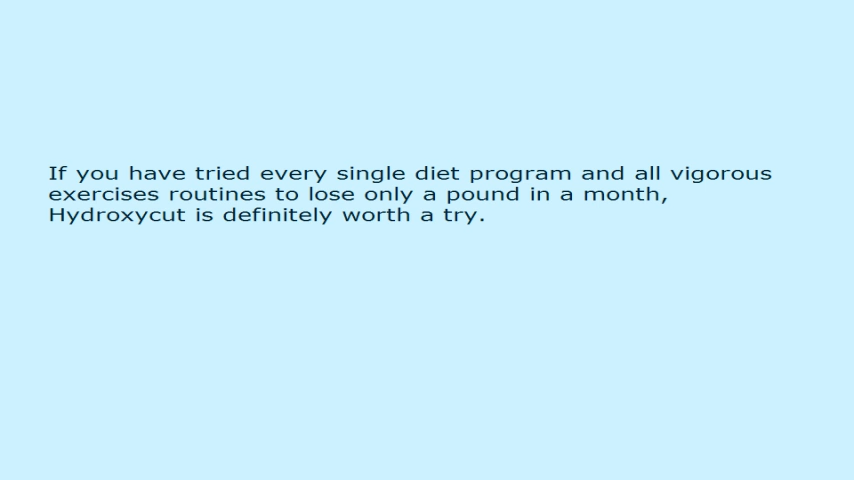 If you have tried every single diet program and all vigorous
exercises routines to lose only a pound in a month,
Hydroxycut is definitely worth a try.